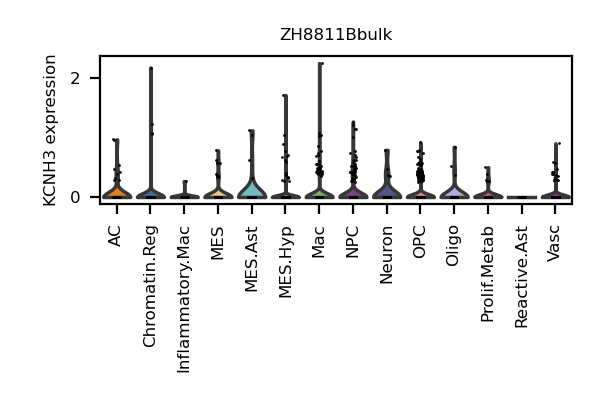 ZH8811Bbulk
KCNH3 expression
2
0
AC
Chromatin.Reg
Inflammatory.Mac
MES
MES.Ast
MES.Hyp
Mac
NPC
Neuron
OPC
Oligo
Prolif.Metab
Reactive.Ast
Vasc